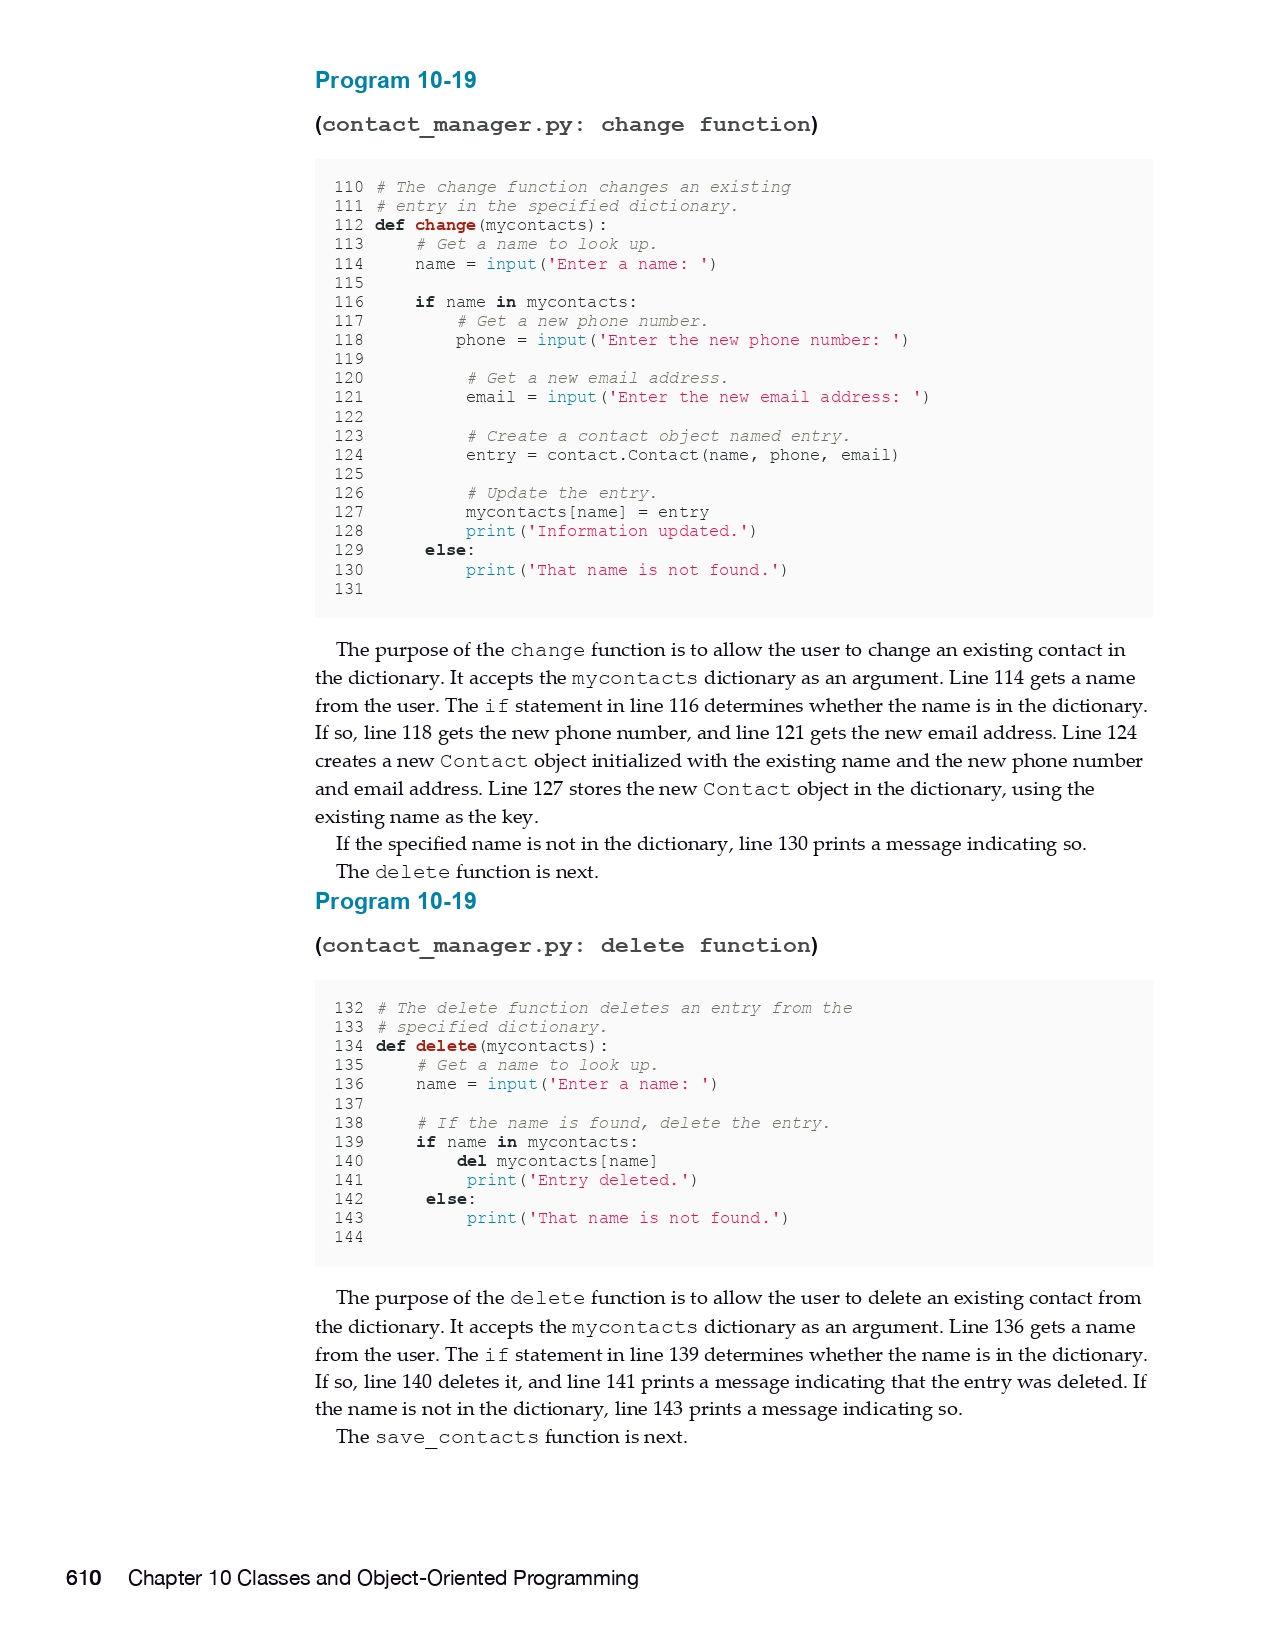 Program 10-19
(contact_manager.py: change function)
110 # The change function changes an existing
111 # entry in the specified dictionary.
112 def change(mycontacts):
113     # Get a name to look up.
114     name = input('Enter a name: ')
115
116     if name in mycontacts:
117         # Get a new phone number.
118         phone = input('Enter the new phone number: ')
119
120          # Get a new email address.
121          email = input('Enter the new email address: ')
122
123          # Create a contact object named entry.
124          entry = contact.Contact(name, phone, email)
125
126          # Update the entry.
127          mycontacts[name] = entry
128          print('Information updated.')
129      else:
130          print('That name is not found.')
131
The purpose of the change function is to allow the user to change an existing contact in
the dictionary. It accepts the mycontacts dictionary as an argument. Line 114 gets a name
from the user. The if statement in line 116 determines whether the name is in the dictionary.
If so, line 118 gets the new phone number, and line 121 gets the new email address. Line 124
creates a new Contact object initialized with the existing name and the new phone number
and email address. Line 127 stores the new Contact object in the dictionary, using the
existing name as the key.
If the specified name is not in the dictionary, line 130 prints a message indicating so.
The delete function is next.
Program 10-19
(contact_manager.py: delete function)
132 # The delete function deletes an entry from the
133 # specified dictionary.
134 def delete(mycontacts):
135     # Get a name to look up.
136     name = input('Enter a name: ')
137
138     # If the name is found, delete the entry.
139     if name in mycontacts:
140         del mycontacts[name]
141          print('Entry deleted.')
142      else:
143          print('That name is not found.')
144
The purpose of the delete function is to allow the user to delete an existing contact from
the dictionary. It accepts the mycontacts dictionary as an argument. Line 136 gets a name
from the user. The if statement in line 139 determines whether the name is in the dictionary.
If so, line 140 deletes it, and line 141 prints a message indicating that the entry was deleted. If
the name is not in the dictionary, line 143 prints a message indicating so.
The save_contacts function is next.
610 Chapter 10 Classes and Object-Oriented Programming